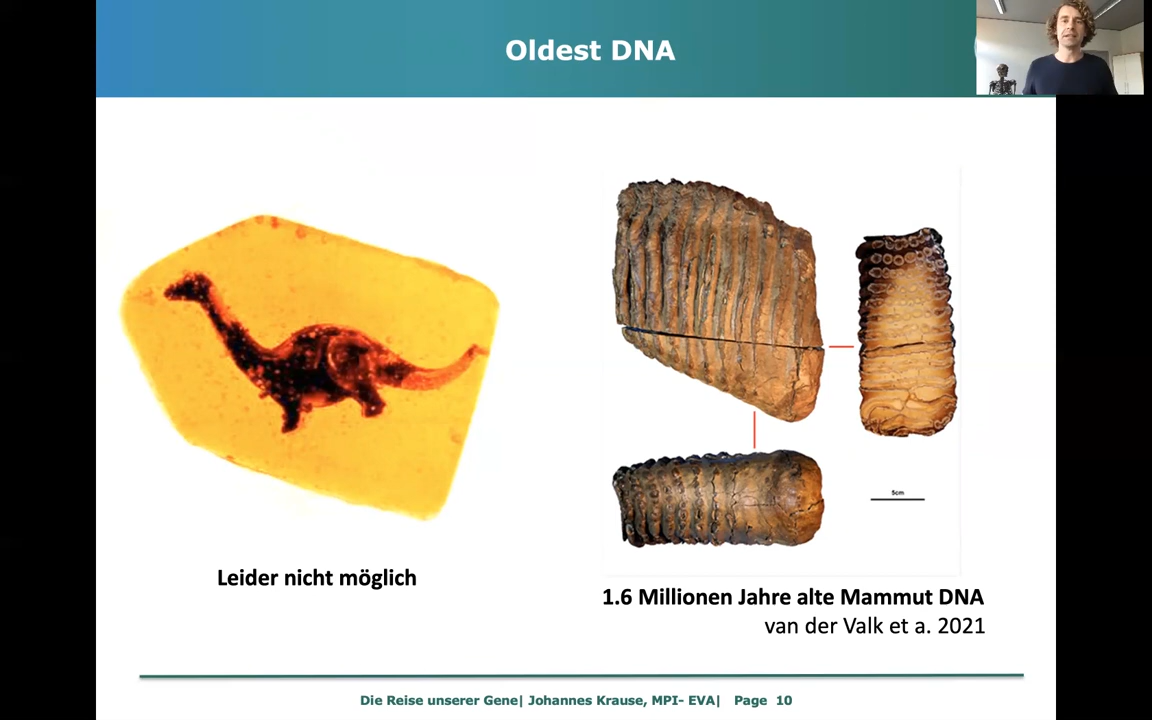 Oldest DNA
5cm
Leider nicht möglich
1.6 Millionen Jahre alte Mammut DNA
van der Valk et a. 2021
Die Reise unserer Gene| Johannes Krause, MPI- EVA| Page 10